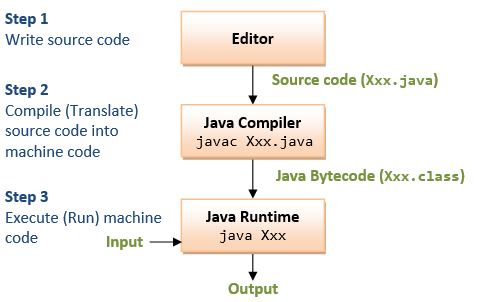 Step 1
Write source code
Editor
Source code (Xxx.java)
Step 2
Compile (Translate)
source code into
machine code
Java Compiler
javac Xxx.java
Java Bytecode (Xxx.class)
Step 3
Execute (Run) machine
code
Java Runtime
java Xxx
Input
Output